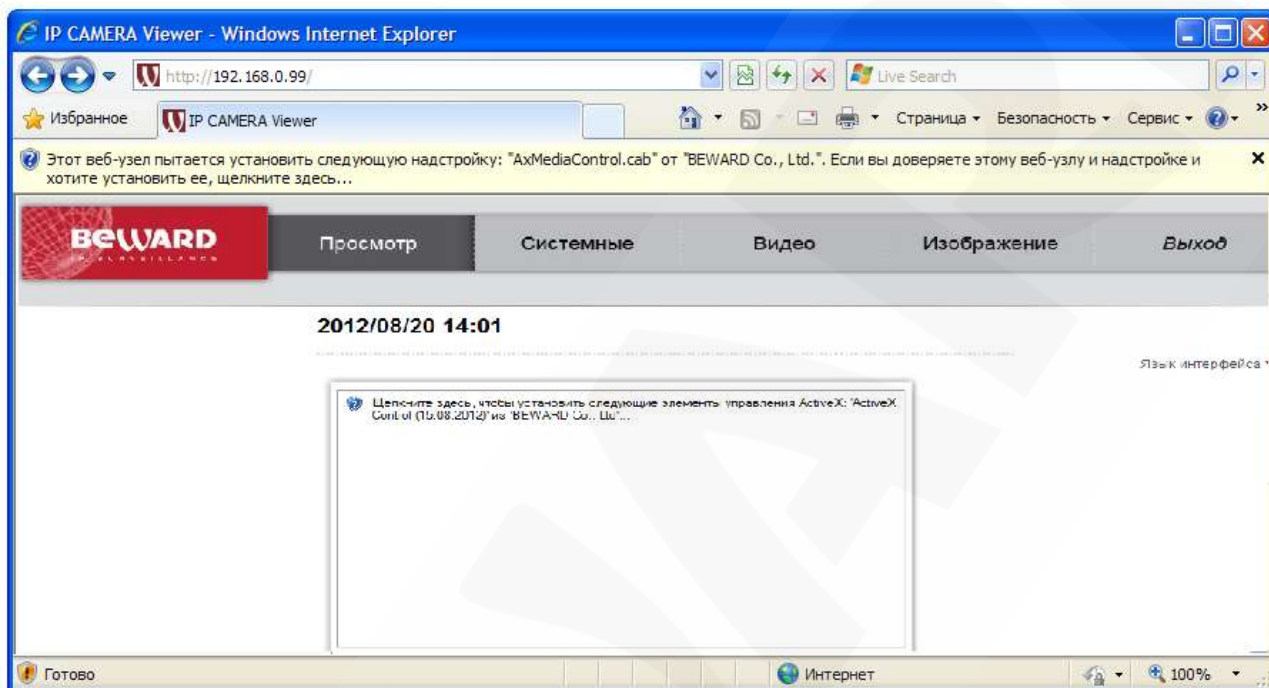 IP CAMERA Viewer - Windows Internet Explorer
http://192.168.0.99/
Live Search
Избранное
IP CAMERA Viewer
Страница
Безопасность
Сервис
»
Этот веб-узел пытается установить следующую надстройку: "AxMediaControl.cab" от "BEWARD Co., Ltd.". Если вы доверяете этому веб-узлу и надстройке и
хотите установить ее, щелкните здесь...
BEWARD
Просмотр
Системные
Видео
Изображение
Выход
2012/08/20 14:01
Язык интерфейса
Щелкните здесь, чтобы установить следующие элементы управления ActiveX: 'ActiveX
Control (15.08.2012)' из 'BEWARD Co., Ltd'...
Готово
Интернет
100%